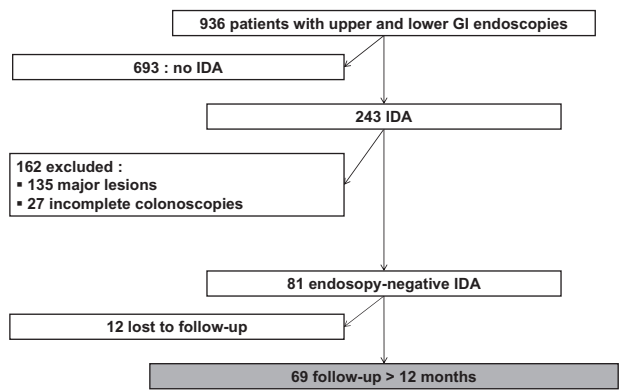 936 patients with upper and lower GI endoscopies
693 : no IDA
243 IDA
162 excluded :
▪ 135 major lesions
▪ 27 incomplete colonoscopies
81 endosopy-negative IDA
12 lost to follow-up
69 follow-up > 12 months